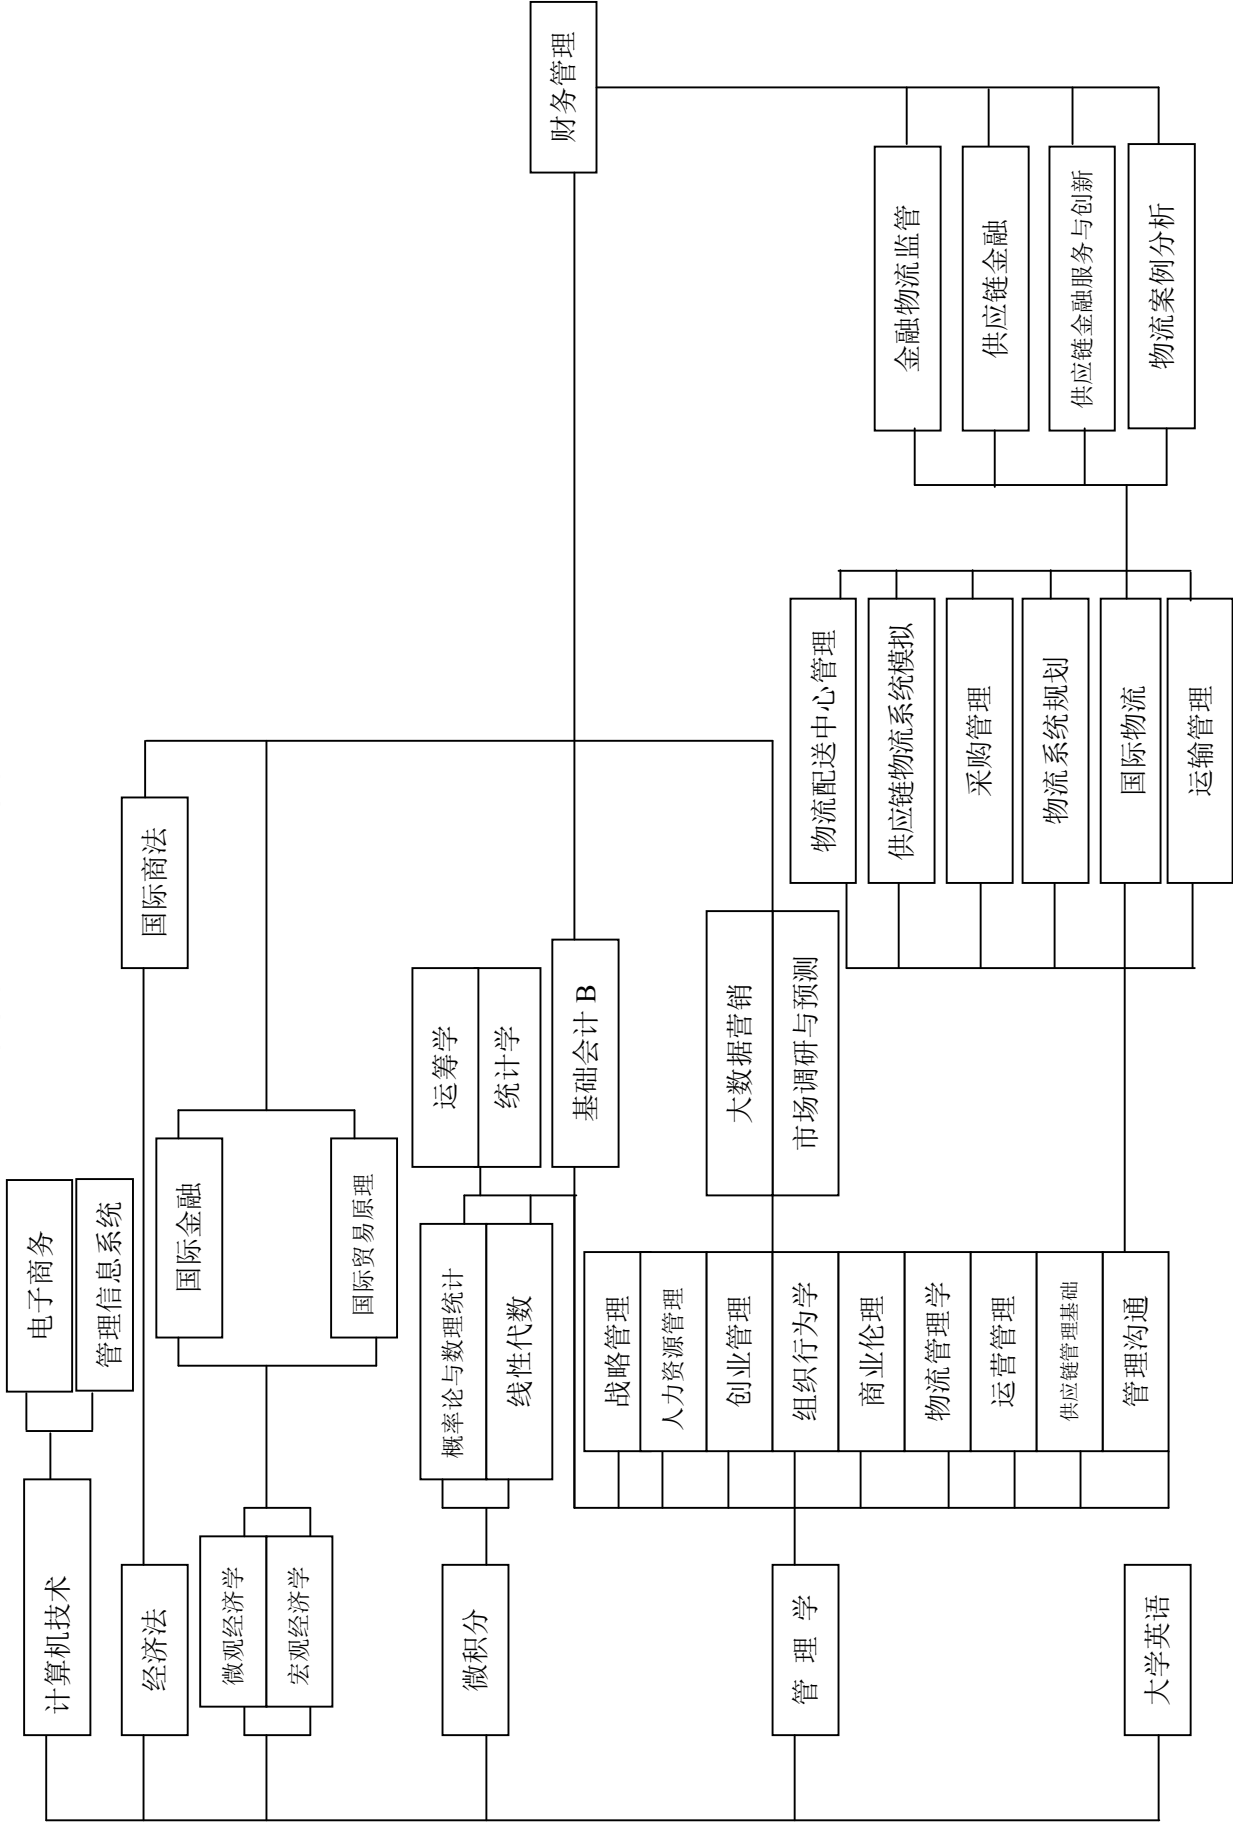 计算机技术
电子商务
管理信息系统
经济法
国际商法
微观经济学
宏观经济学
国际金融
国际贸易原理
微积分
概率论与数理统计
线性代数
运筹学
统计学
基础会计 B
财务管理
管 理 学
战略管理
人力资源管理
创业管理
组织行为学
商业伦理
物流管理学
运营管理
供应链管理基础
管理沟通
大数据营销
市场调研与预测
物流配送中心管理
供应链物流系统模拟
采购管理
物流系统规划
国际物流
运输管理
金融物流监管
供应链金融
供应链金融服务与创新
物流案例分析
大学英语